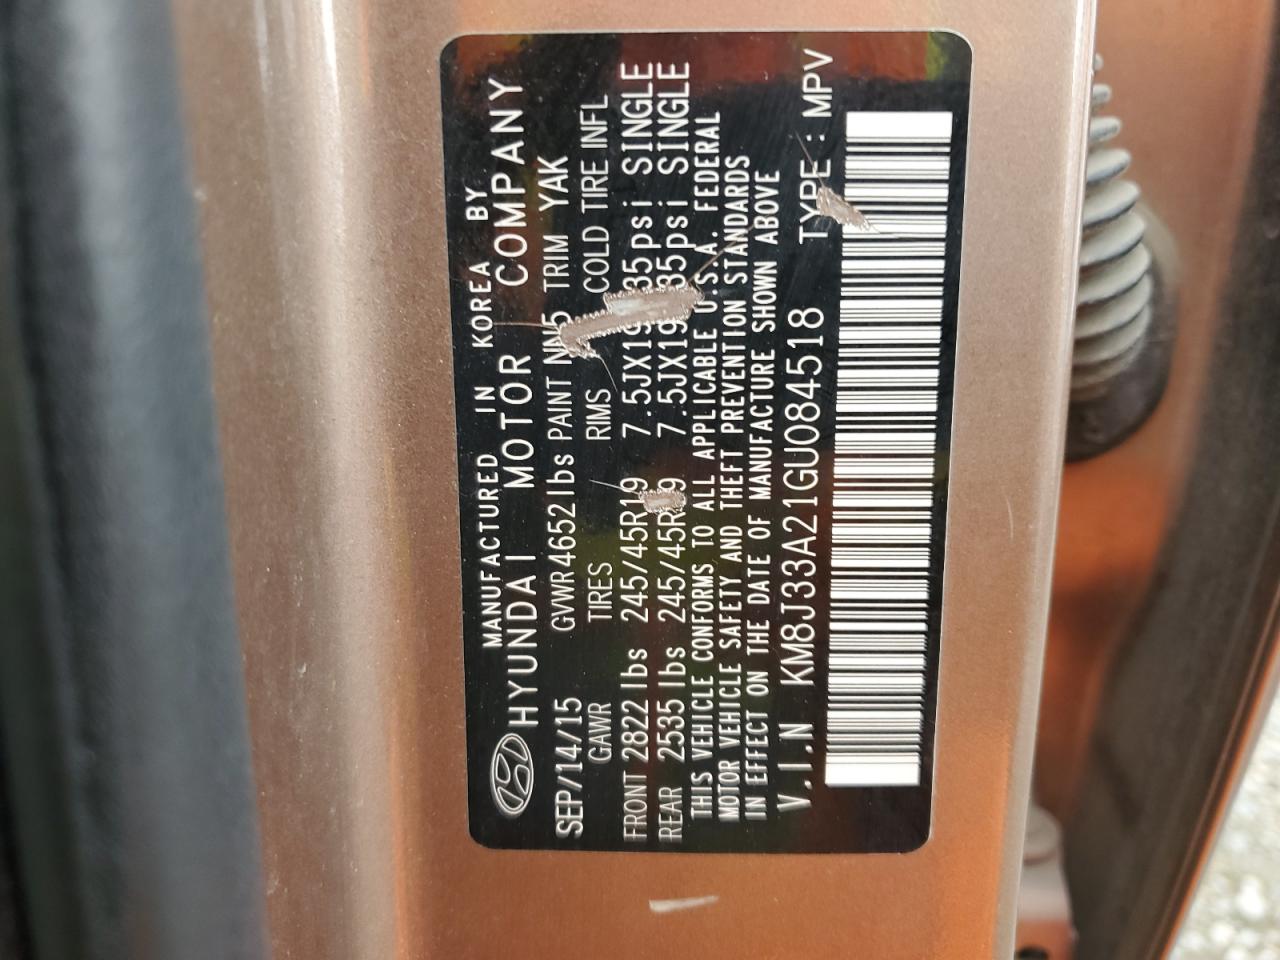 MANUFACTURED IN KOREA BY
HYUNDAI MOTOR COMPANY
SEP/14/15 GVWR 4652lbs PAINT NN5 TRIM YAK
GAWR TIRES RIMS COLD TIRE INFL
FRONT 2822 lbs 245/45R19 7.5JX19 35psi SINGLE
REAR 2535 lbs 245/45R19 7.5JX19 35psi SINGLE
THIS VEHICLE CONFORMS TO ALL APPLICABLE U.S.A. FEDERAL
MOTOR VEHICLE SAFETY AND THEFT PREVENTION STANDARDS
IN EFFECT ON THE DATE OF MANUFACTURE SHOWN ABOVE
V.I.N KM8J33A21GU084518 TYPE : MPV